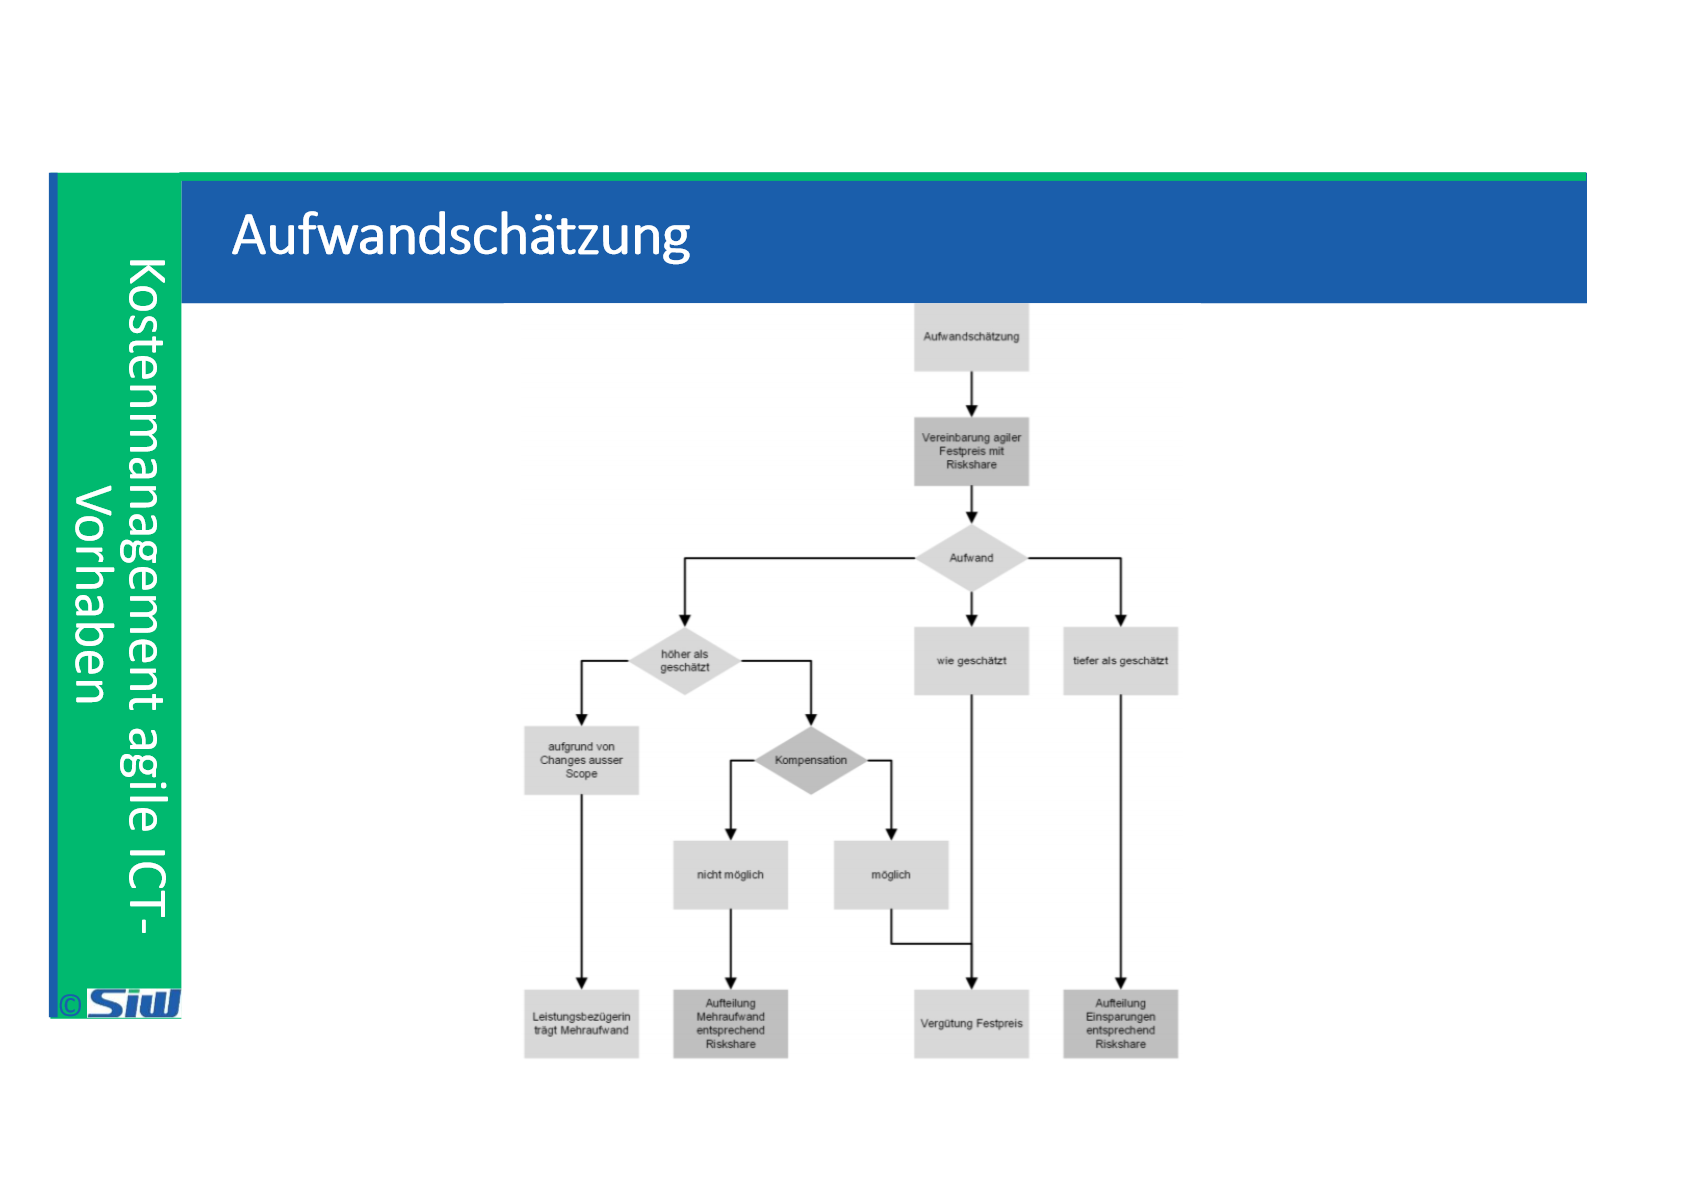 Aufwandschätzung
Kostenmanagement agile ICT-
Vorhaben
© SiW
Aufwandschätzung
Vereinbarung agiler
Festpreis mit
Riskshare
Aufwand
höher als
geschätzt
wie geschätzt
tiefer als geschätzt
aufgrund von
Changes ausser
Scope
Kompensation
nicht möglich
möglich
Leistungsbezügerin
trägt Mehraufwand
Aufteilung
Mehraufwand
entsprechend
Riskshare
Vergütung Festpreis
Aufteilung
Einsparungen
entsprechend
Riskshare